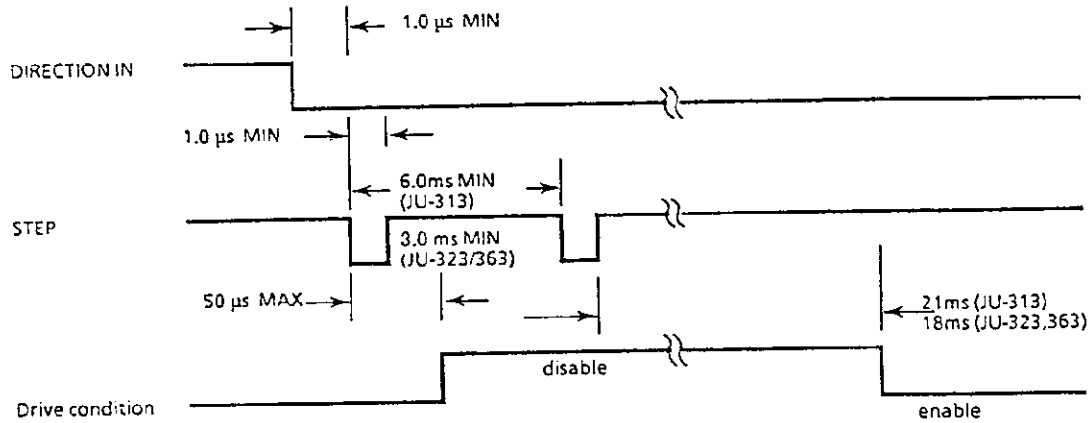 1.0 µs MIN
DIRECTION IN
1.0 µs MIN
6.0ms MIN
(JU-313)
STEP
3.0 ms MIN
(JU-323/363)
50 µs MAX
21ms (JU-313)
18ms (JU-323,363)
disable
Drive condition
enable